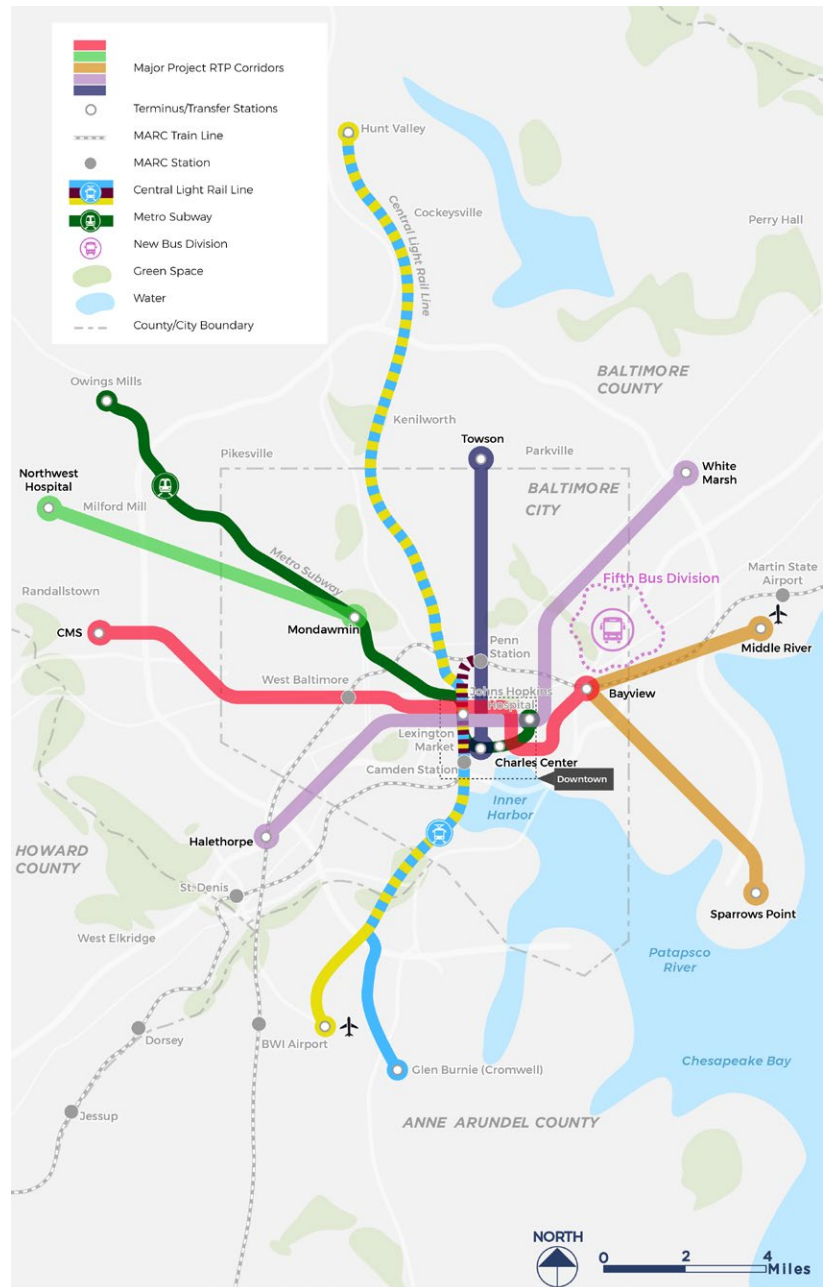 Major Project RTP Corridors
Terminus/Transfer Stations
MARC Train Line
MARC Station
Central Light Rail Line
Metro Subway
New Bus Division
Green Space
Water
County/City Boundary
Hunt Valley
Cockeysville
Perry Hall
Central Light Rail Line
BALTIMORE
COUNTY
Owings Mills
Kenilworth
Pikesville
Towson
Parkville
White
Marsh
Northwest
Hospital
Milford Mill
BALTIMORE
CITY
Metro Subway
Fifth Bus Division
Martin State
Airport
Randallstown
CMS
Mondawmin
Penn
Station
Middle River
West Baltimore
Johns Hopkins
Hospital
Bayview
Lexington
Market
Charles Center
Camden Station
Downtown
Inner
Harbor
Halethorpe
HOWARD
COUNTY
St. Denis
Sparrows Point
West Elkridge
Patapsco
River
Dorsey
BWI Airport
Chesapeake Bay
Glen Burnie (Cromwell)
Jessup
ANNE ARUNDEL COUNTY
NORTH
0 2 4
Miles